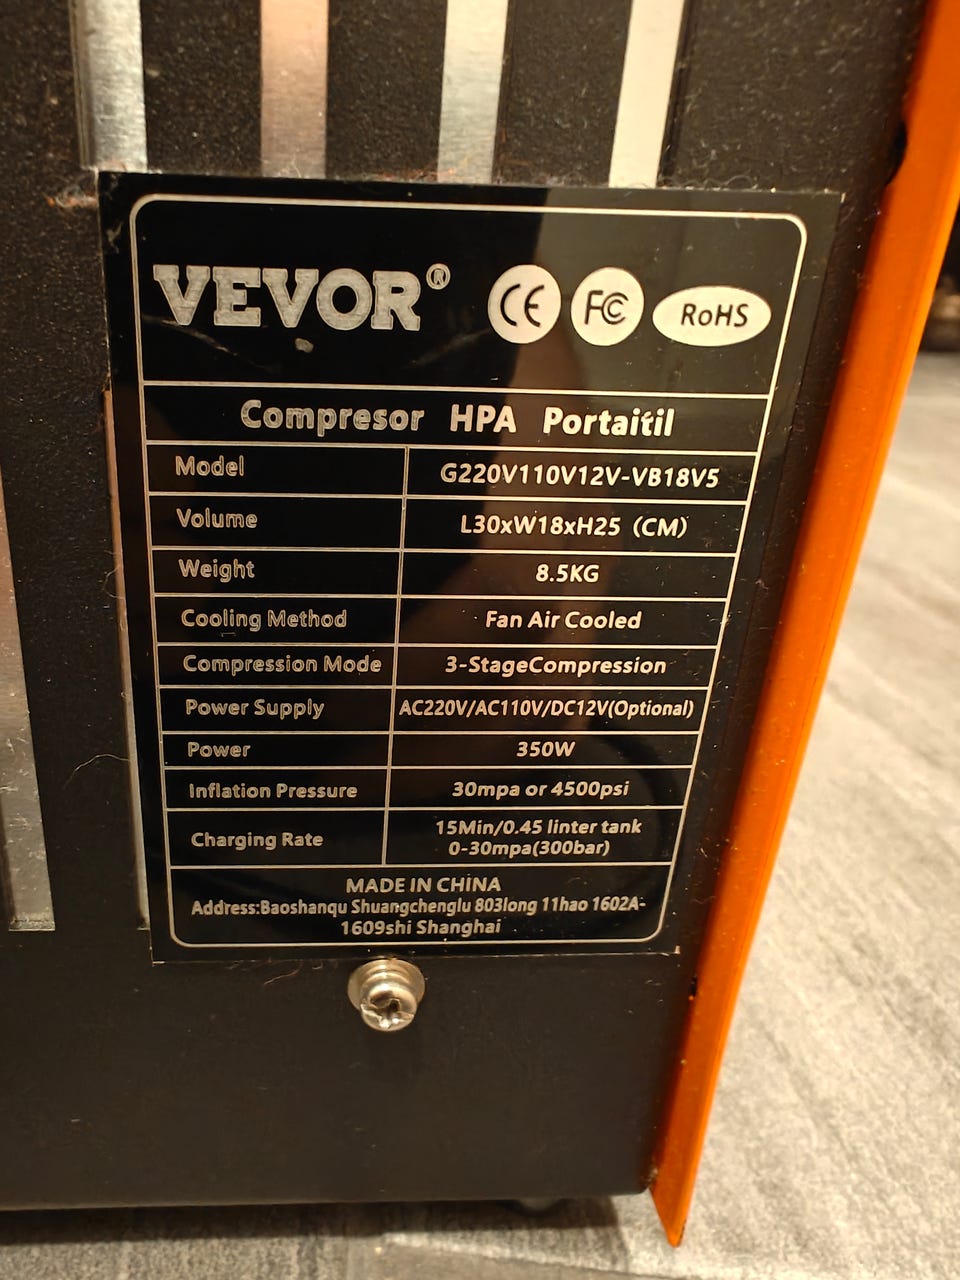 VEVOR® CE FC RoHS
Compresor HPA Portaitil
Model G220V110V12V-VB18V5
Volume L30xW18xH25 (CM)
Weight 8.5KG
Cooling Method Fan Air Cooled
Compression Mode 3-StageCompression
Power Supply AC220V/AC110V/DC12V(Optional)
Power 350W
Inflation Pressure 30mpa or 4500psi
Charging Rate 15Min/0.45 linter tank
0-30mpa(300bar)
MADE IN CHINA
Address:Baoshanqu Shuangchenglu 803long 11hao 1602A-
1609shi Shanghai